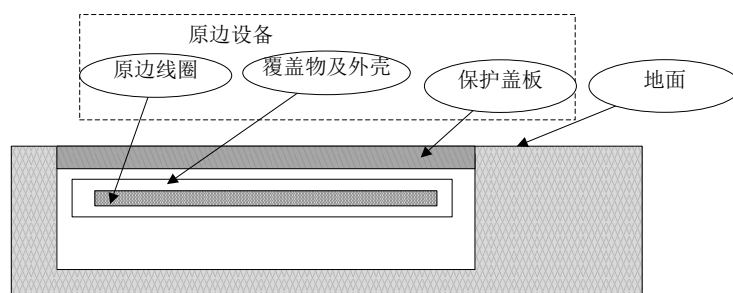 原边设备
原边线圈
覆盖物及外壳
保护盖板
地面